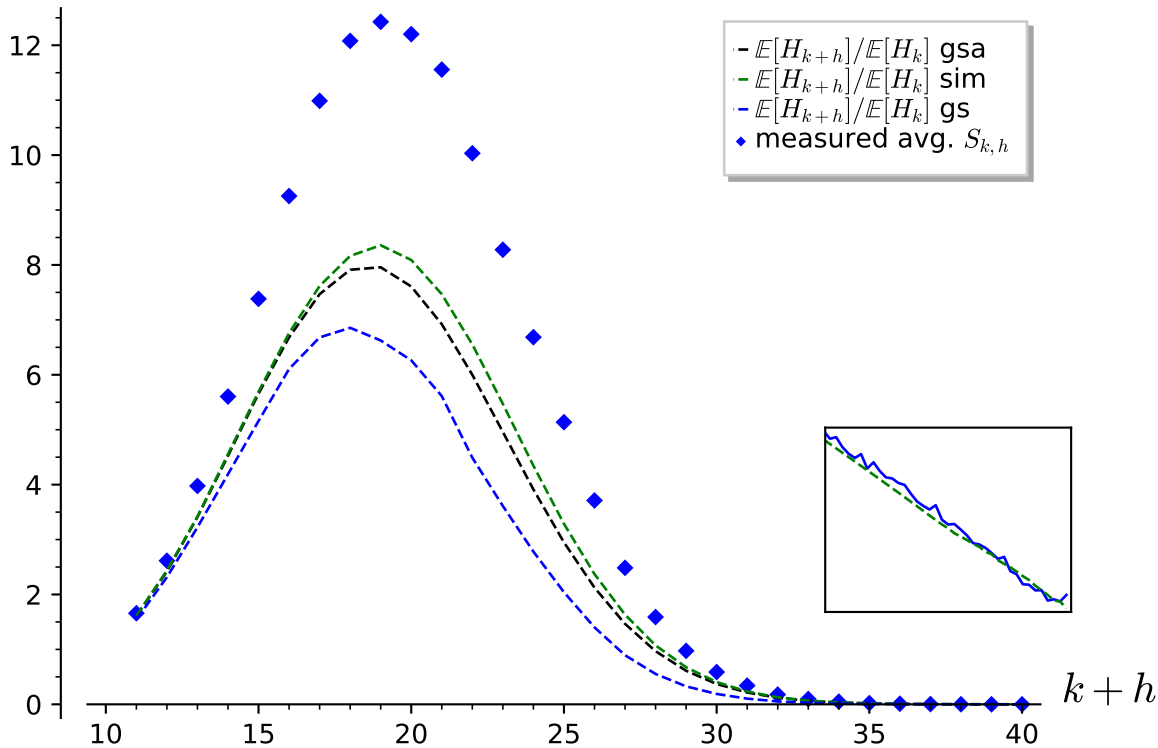 12
10
8
6
4
2
0
10 15 20 25 30 35 40
k + h
𝔼[H_{k+h}]/𝔼[H_k] gsa
𝔼[H_{k+h}]/𝔼[H_k] sim
𝔼[H_{k+h}]/𝔼[H_k] gs
measured avg. S_{k,h}